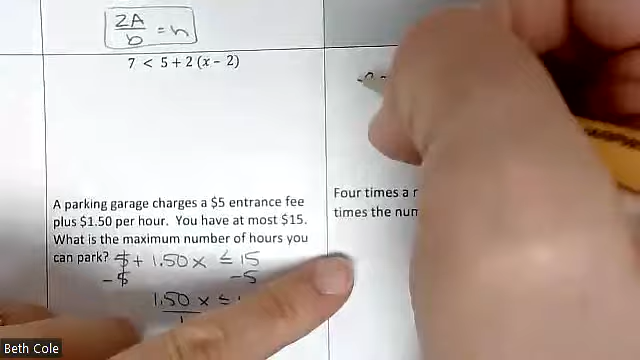 2A
b
= h
7 < 5 + 2 (x − 2)
A parking garage charges a $5 entrance fee
plus $1.50 per hour. You have at most $15.
What is the maximum number of hours you
can park? 5 + 1.50x ≤ 15
−5 −5
1.50x ≤
Four times a
times the
Beth Cole